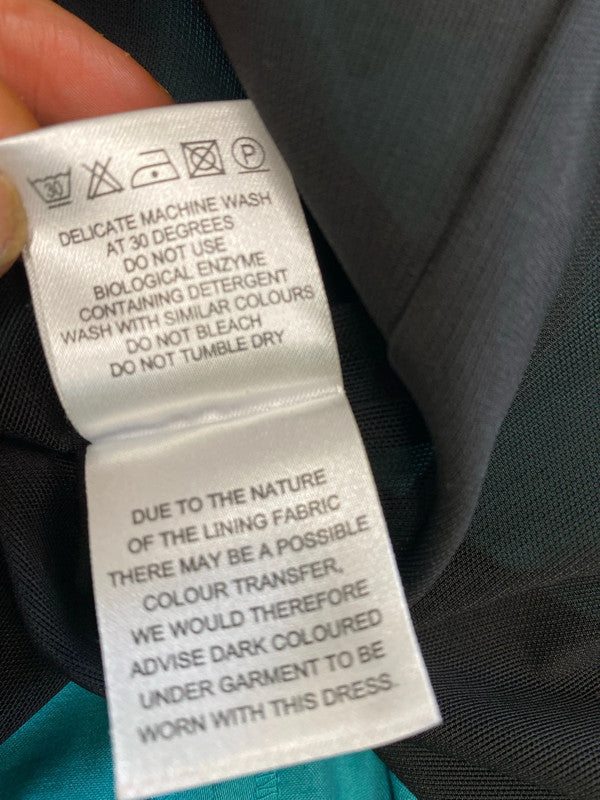 30 P
DELICATE MACHINE WASH
AT 30 DEGREES
DO NOT USE
BIOLOGICAL ENZYME
CONTAINING DETERGENT
WASH WITH SIMILAR COLOURS
DO NOT BLEACH
DO NOT TUMBLE DRY
DUE TO THE NATURE
OF THE LINING FABRIC
THERE MAY BE A POSSIBLE
COLOUR TRANSFER,
WE WOULD THEREFORE
ADVISE DARK COLOURED
UNDER GARMENT TO BE
WORN WITH THIS DRESS.